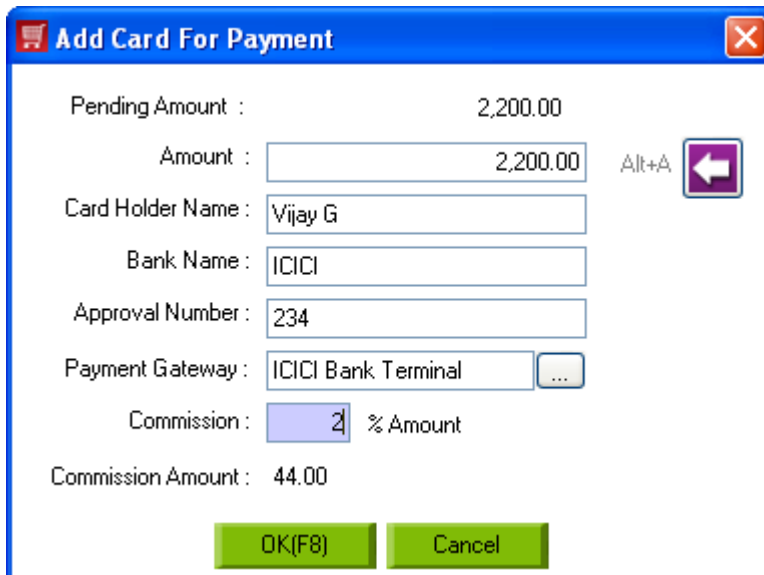 Add Card For Payment
Pending Amount : 2,200.00
Amount : 2,200.00 Alt+A
Card Holder Name : Vijay G
Bank Name : ICICI
Approval Number : 234
Payment Gateway : ICICI Bank Terminal ...
Commission : 2 % Amount
Commission Amount : 44.00
OK(F8) Cancel